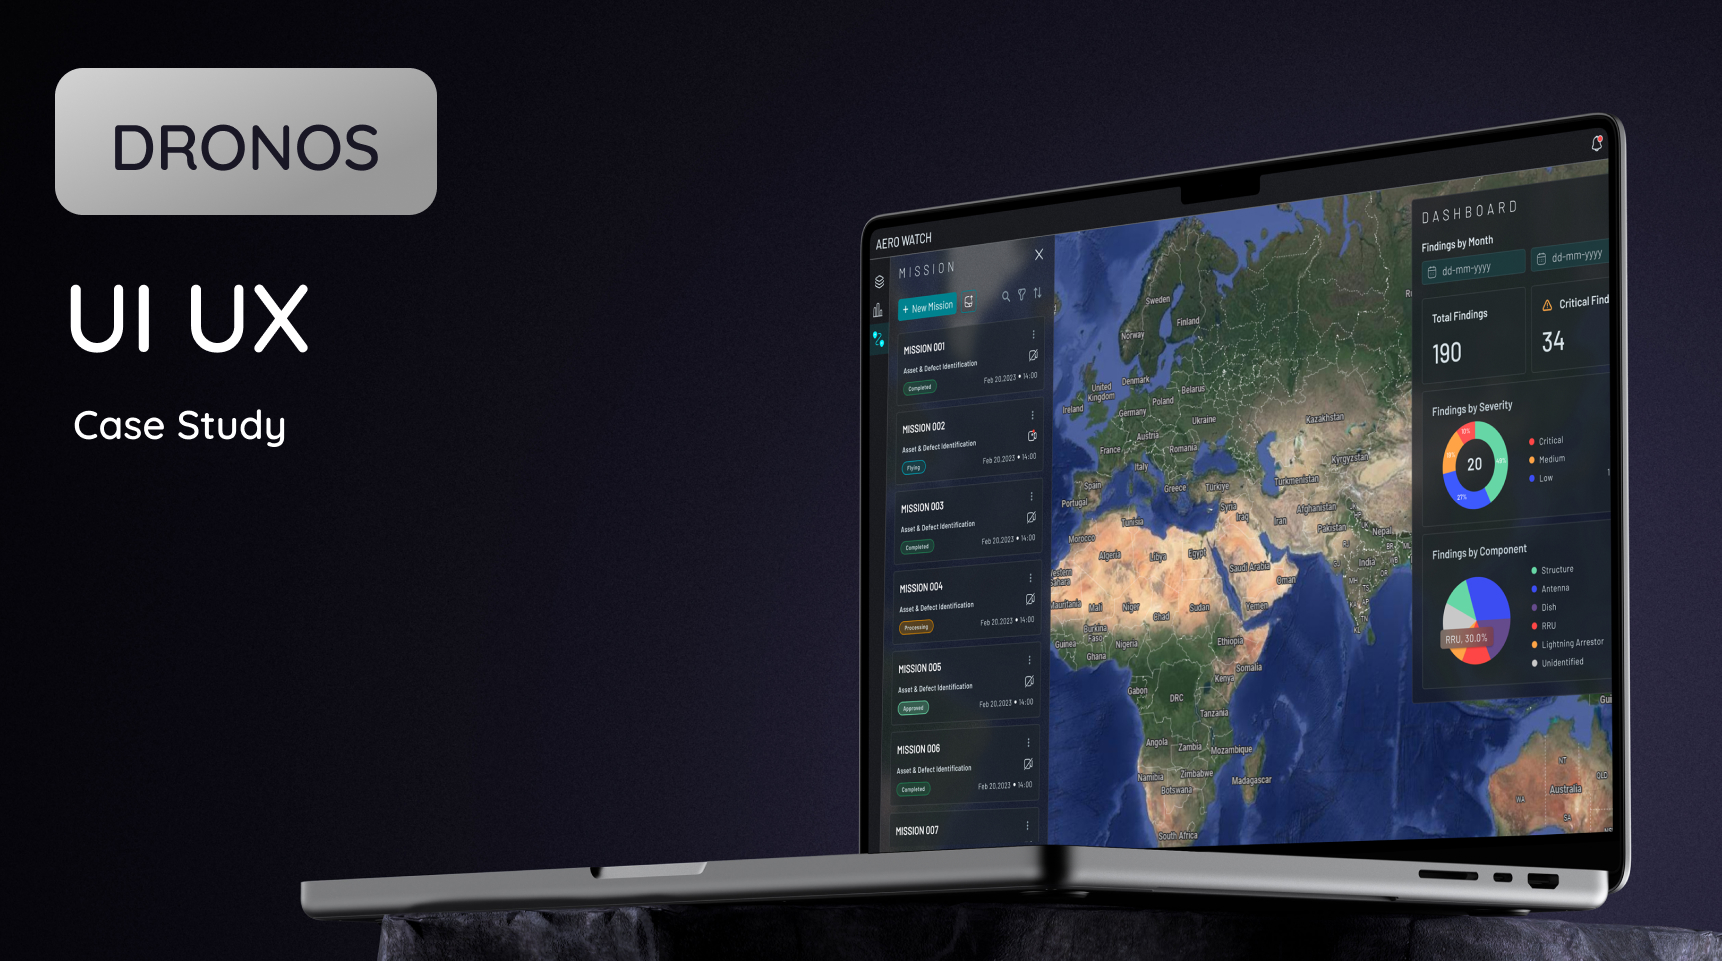 DRONOS
UI UX
Case Study
AERO WATCH
MISSION
+ New Mission
MISSION 001
Asset & Defect Identification
Completed
Feb 20,2023 • 14:00
MISSION 002
Asset & Defect Identification
Flying
Feb 20,2023 • 14:00
MISSION 003
Asset & Defect Identification
Completed
Feb 20,2023 • 14:00
MISSION 004
Asset & Defect Identification
Processing
Feb 20,2023 • 14:00
MISSION 005
Asset & Defect Identification
Approved
Feb 20,2023 • 14:00
MISSION 006
Asset & Defect Identification
Completed
Feb 20,2023 • 14:00
MISSION 007
Sweden
Finland
Norway
United Kingdom
Denmark
Ireland
Belarus
Poland
Germany
Ukraine
Kazakhstan
Austria
France
Romania
Italy
Kyrgyzstan
Spain
Greece
Türkiye
Turkmenistan
Portugal
Syria
Afghanistan
Tunisia
Iraq
Iran
Pakistan
Morocco
Nepal
Algeria
Libya
Egypt
India
Western Sahara
Saudi Arabia
Oman
Mauritania
Mali
Niger
Chad
Sudan
Yemen
Burkina Faso
Guinea
Nigeria
Ethiopia
Ghana
Somalia
Gabon
Kenya
DRC
Tanzania
Angola
Zambia
Mozambique
Namibia
Zimbabwe
Madagascar
Botswana
South Africa
NT
QLD
WA
Australia
SA
Gui
DASHBOARD
Findings by Month
dd-mm-yyyy
dd-mm-yyyy
Total Findings
190
Critical Find
34
Findings by Severity
20
10%
27%
Critical
Medium
Low
Findings by Component
RRU, 30.0%
Structure
Antenna
Dish
RRU
Lightning Arrestor
Unidentified